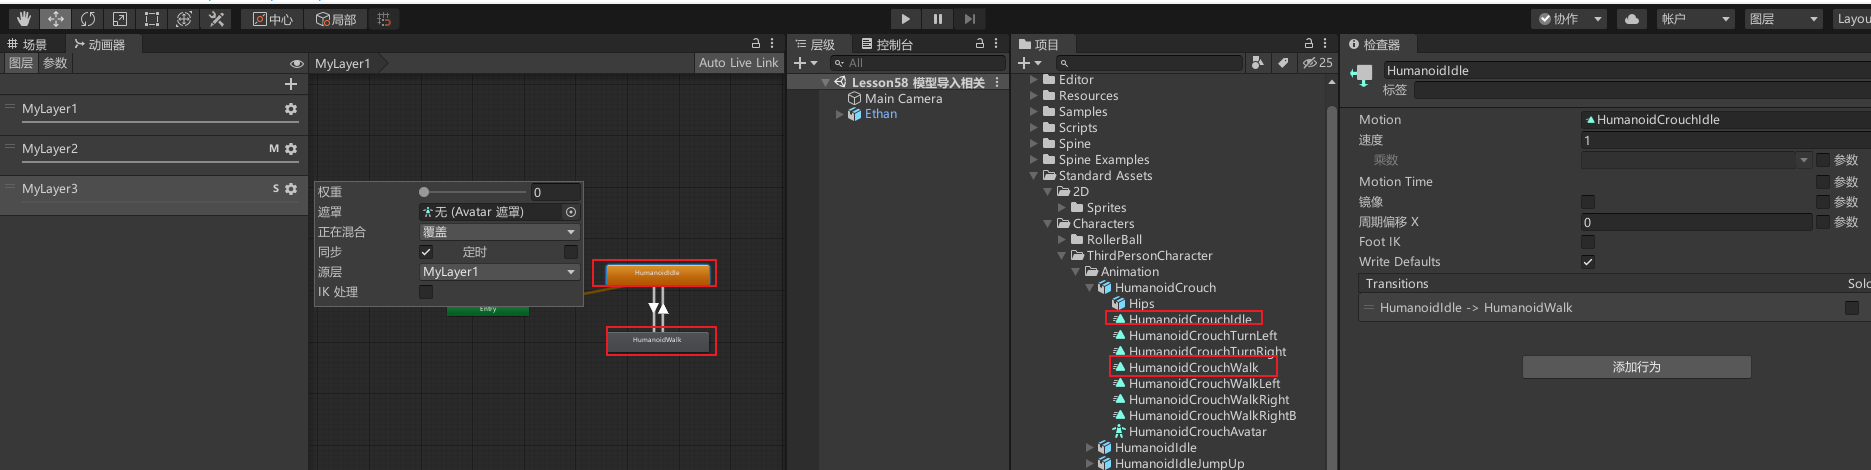 中心
局部
协作
帐户
图层
Layou
场景
动画器
图层
参数
MyLayer1
Auto Live Link
MyLayer1
MyLayer2
M
MyLayer3
S
权重
0
遮罩
无 (Avatar 遮罩)
正在混合
覆盖
同步
定时
源层
MyLayer1
IK 处理
HumanoidIdle
Entry
HumanoidWalk
层级
控制台
All
Lesson58 模型导入相关
Main Camera
Ethan
项目
25
Editor
Resources
Samples
Scripts
Spine
Spine Examples
Standard Assets
2D
Sprites
Characters
RollerBall
ThirdPersonCharacter
Animation
HumanoidCrouch
Hips
HumanoidCrouchIdle
HumanoidCrouchTurnLeft
HumanoidCrouchTurnRight
HumanoidCrouchWalk
HumanoidCrouchWalkLeft
HumanoidCrouchWalkRight
HumanoidCrouchWalkRightB
HumanoidCrouchAvatar
HumanoidIdle
HumanoidIdleJumpUp
检查器
HumanoidIdle
标签
Motion
HumanoidCrouchIdle
速度
1
乘数
参数
Motion Time
参数
镜像
参数
周期偏移 X
0
参数
Foot IK
Write Defaults
Transitions
Solo
HumanoidIdle -> HumanoidWalk
添加行为